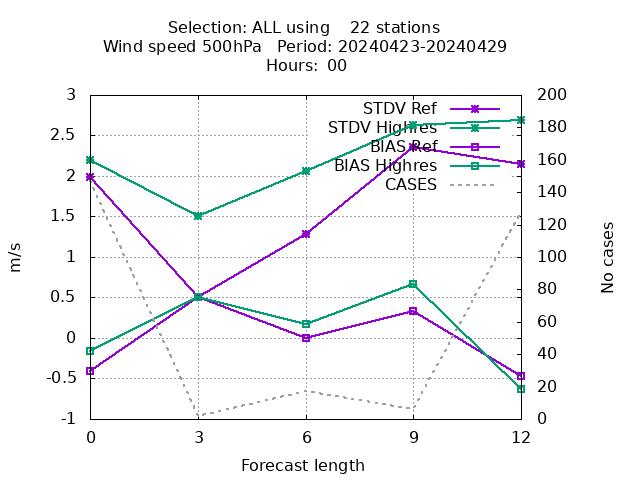 Selection: ALL using    22 stations
Wind speed 500hPa   Period: 20240423-20240429
Hours: 00
STDV Ref
STDV Highres
BIAS Ref
BIAS Highres
CASES
3
2.5
2
1.5
1
0.5
0
-0.5
-1
m/s
200
180
160
140
120
100
80
60
40
20
0
No cases
0 3 6 9 12
Forecast length